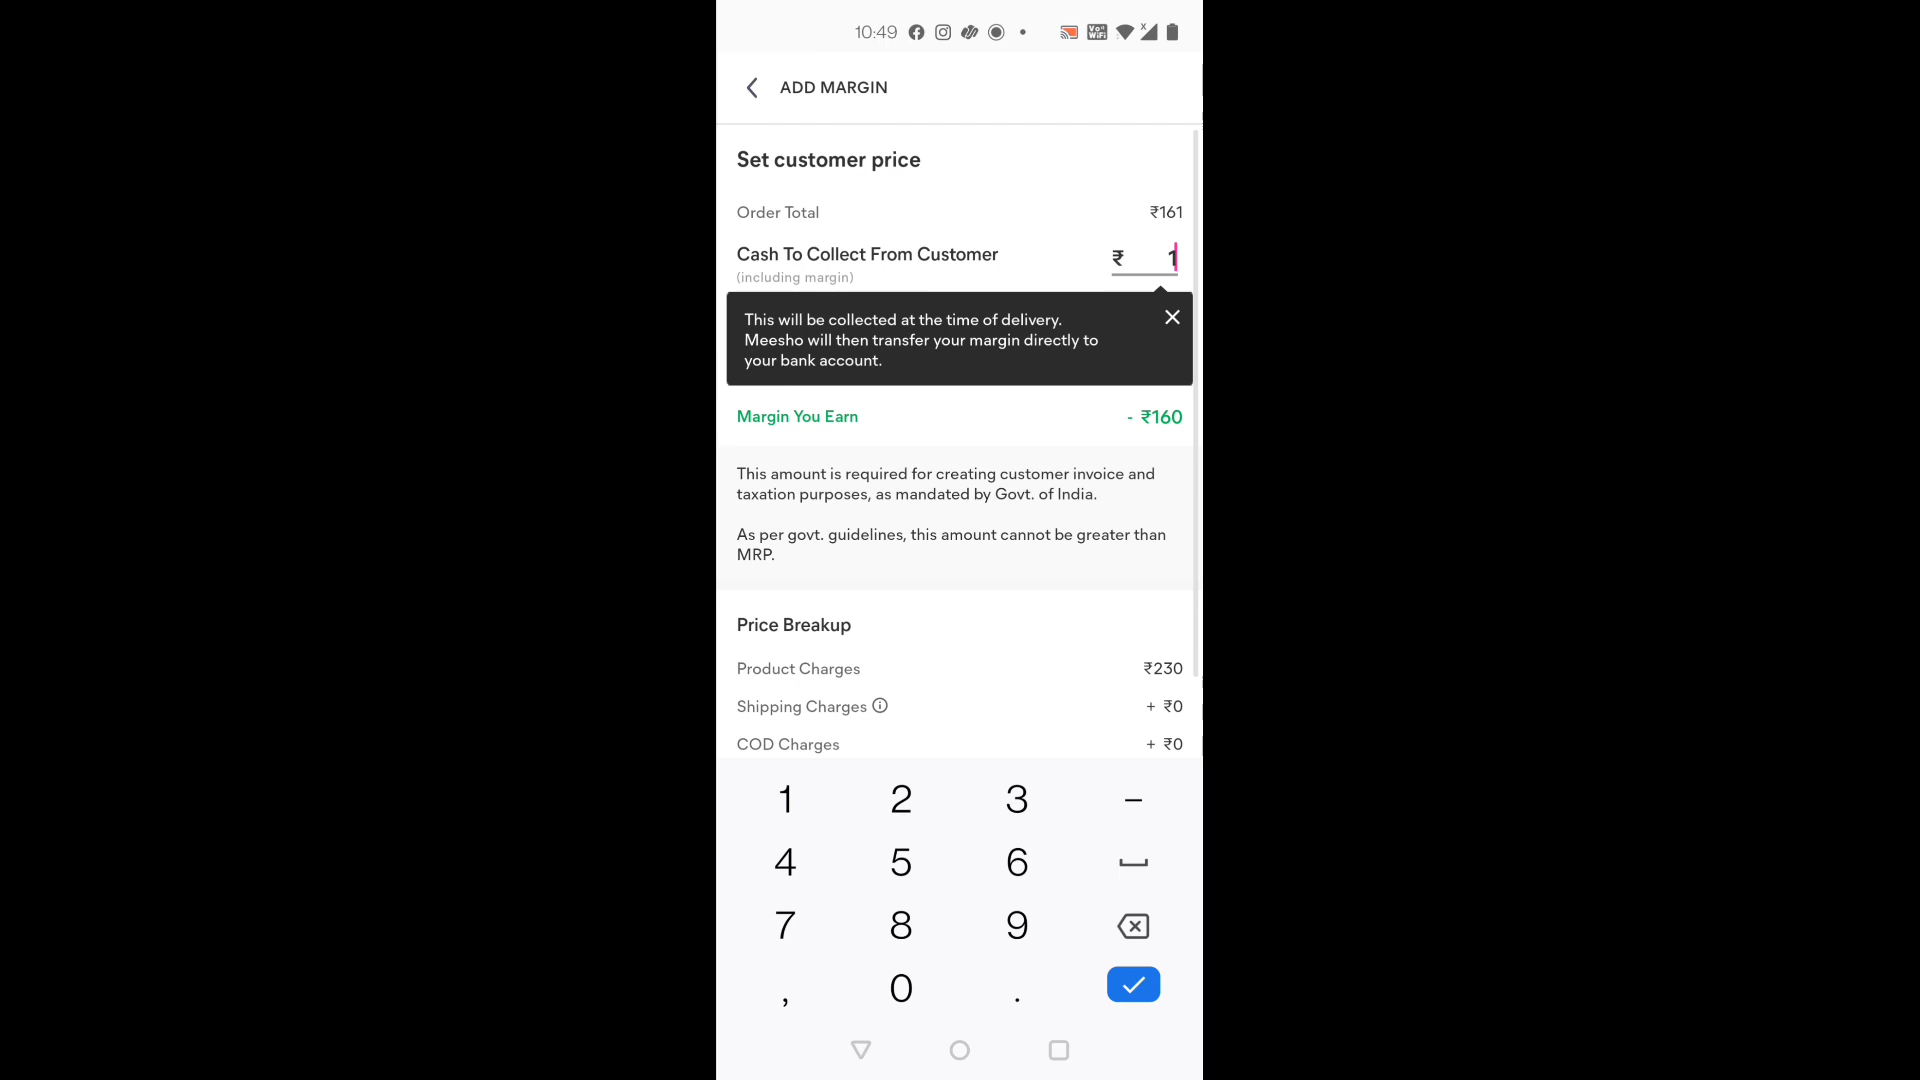 10:49
ADD MARGIN
Set customer price
Order Total ₹161
Cash To Collect From Customer ₹ 1
(including margin)
This will be collected at the time of delivery.
Meesho will then transfer your margin directly to
your bank account.
Margin You Earn - ₹160
This amount is required for creating customer invoice and
taxation purposes, as mandated by Govt. of India.
As per govt. guidelines, this amount cannot be greater than
MRP.
Price Breakup
Product Charges ₹230
Shipping Charges + ₹0
COD Charges + ₹0
1 2 3 –
4 5 6
7 8 9
, 0 .